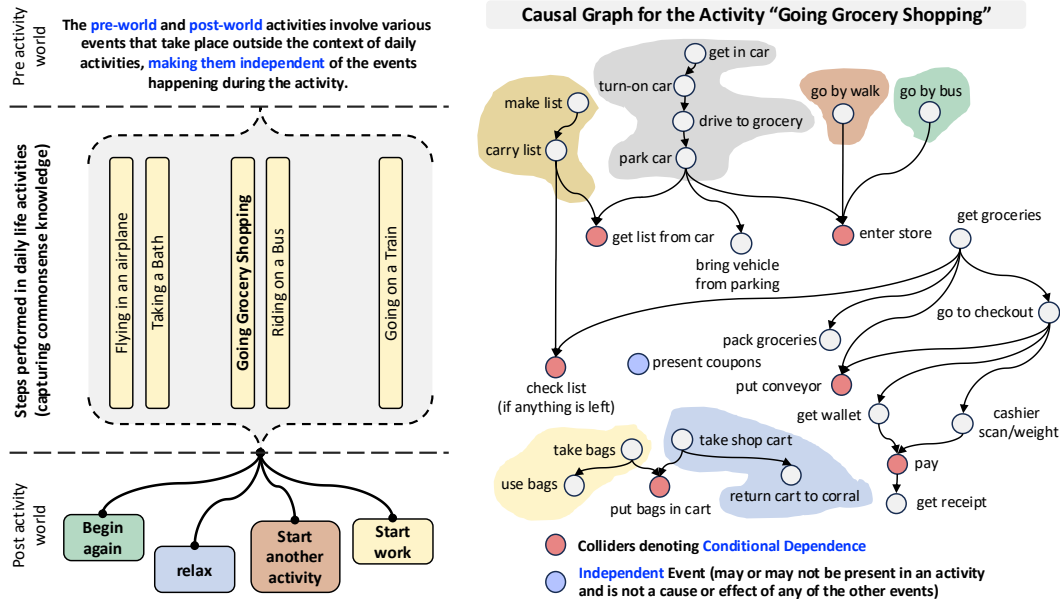 Pre activity
world
The pre-world and post-world activities involve various
events that take place outside the context of daily
activities, making them independent of the events
happening during the activity.
Steps performed in daily life activities
(capturing commonsense knowledge)
Flying in an airplane
Taking a Bath
Going Grocery Shopping
Riding on a Bus
Going on a Train
Post activity
world
Begin
again
relax
Start
another
activity
Start
work
Causal Graph for the Activity “Going Grocery Shopping”
get in car
turn-on car
drive to grocery
park car
make list
carry list
go by walk
go by bus
get list from car
bring vehicle
from parking
enter store
get groceries
go to checkout
pack groceries
put conveyor
check list
(if anything is left)
present coupons
get wallet
cashier
scan/weight
pay
get receipt
take bags
use bags
take shop cart
put bags in cart
return cart to corral
Colliders denoting Conditional Dependence
Independent Event (may or may not be present in an activity
and is not a cause or effect of any of the other events)